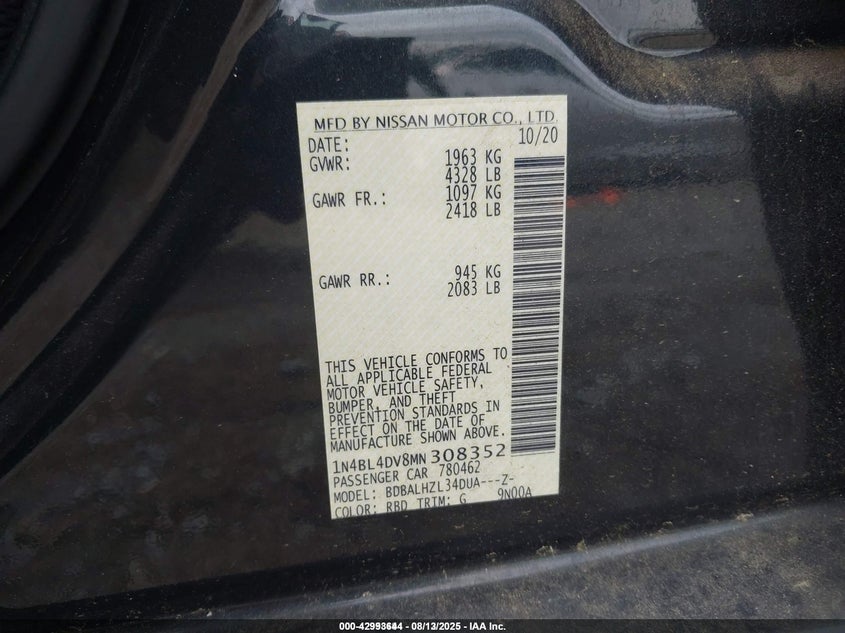 MFD BY NISSAN MOTOR CO., LTD.
DATE: 10/20
GVWR: 1963 KG
4328 LB
GAWR FR.: 1097 KG
2418 LB
GAWR RR.: 945 KG
2083 LB
THIS VEHICLE CONFORMS TO
ALL APPLICABLE FEDERAL
MOTOR VEHICLE SAFETY,
BUMPER, AND THEFT
PREVENTION STANDARDS IN
EFFECT ON THE DATE OF
MANUFACTURE SHOWN ABOVE.
1N4BL4DV8MN308352
PASSENGER CAR 780462
MODEL: BDBALHZL34DUA---Z-
COLOR: RBD TRIM: G 9N00A
000-42993644 - 08/13/2025 - IAA Inc.